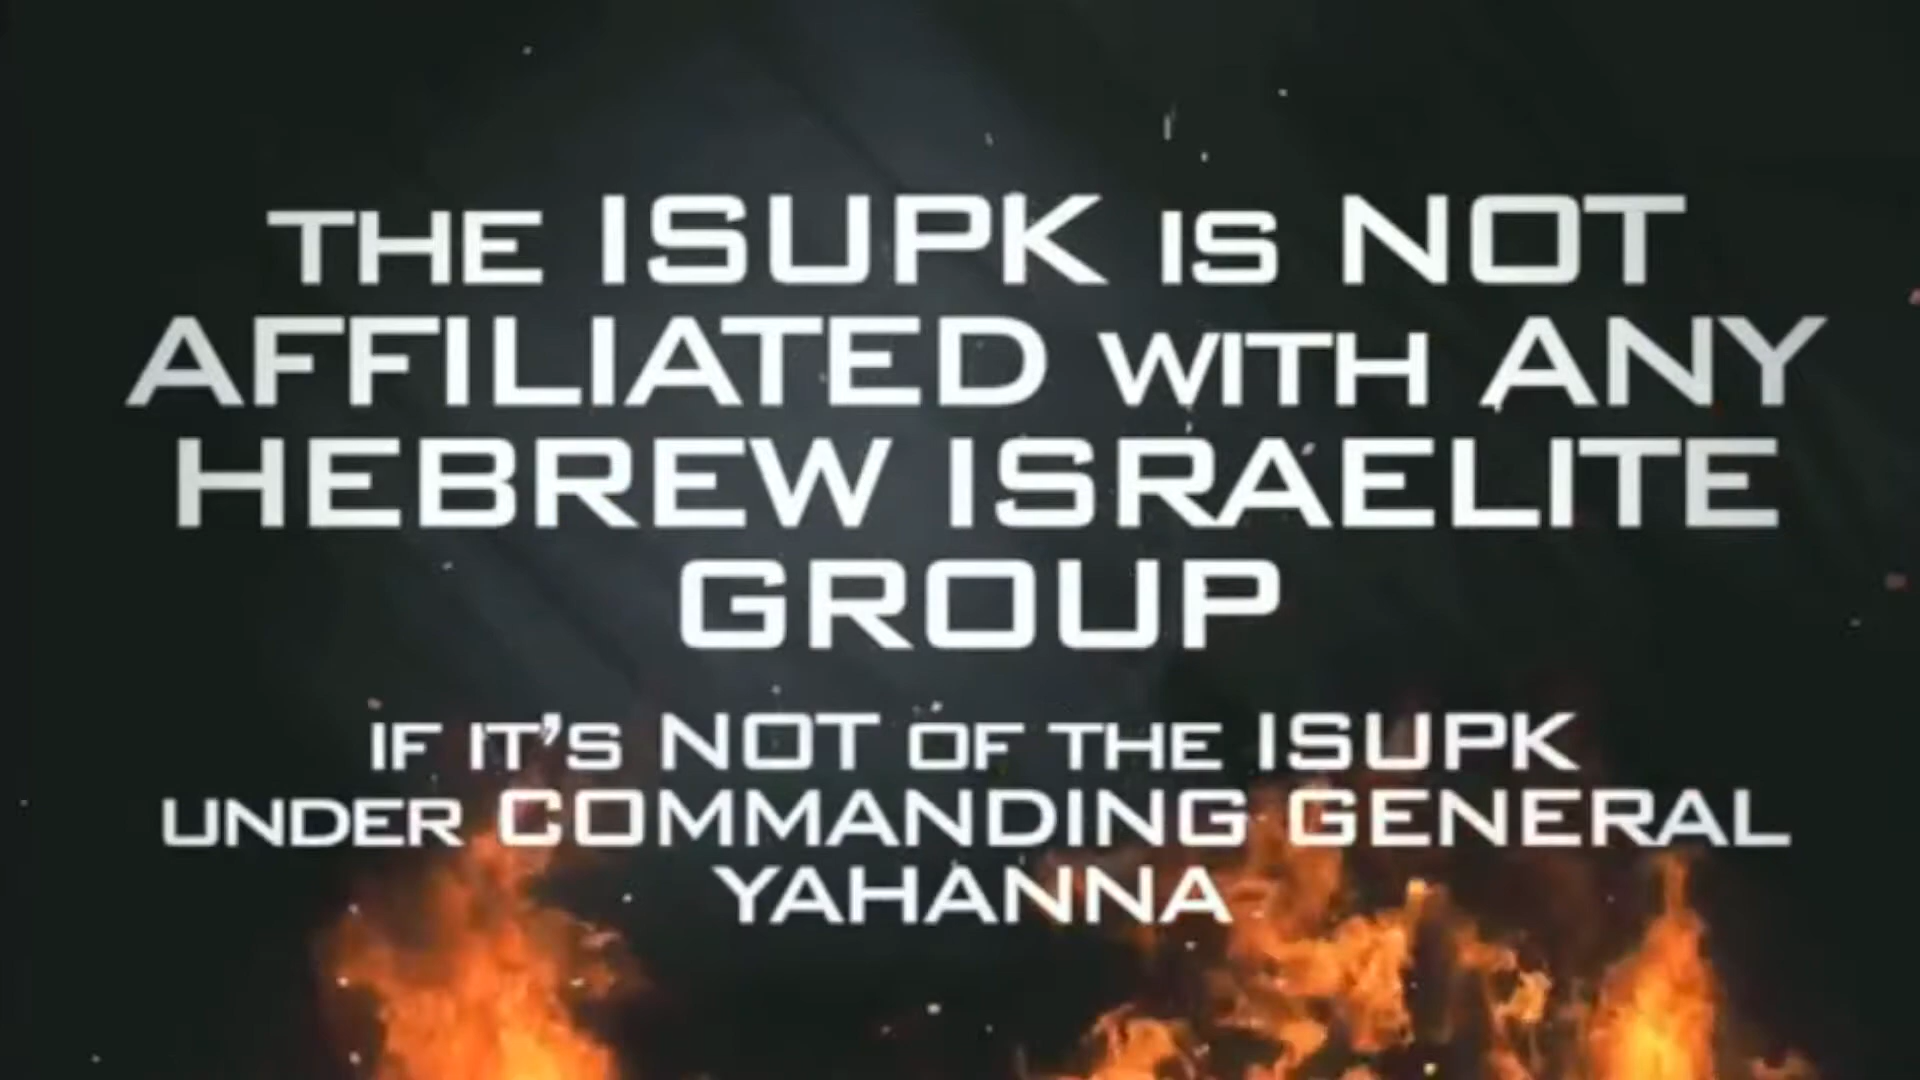 THE ISUPK IS NOT
AFFILIATED WITH ANY
HEBREW ISRAELITE
GROUP
IF IT'S NOT OF THE ISUPK
UNDER COMMANDING GENERAL
YAHANNA